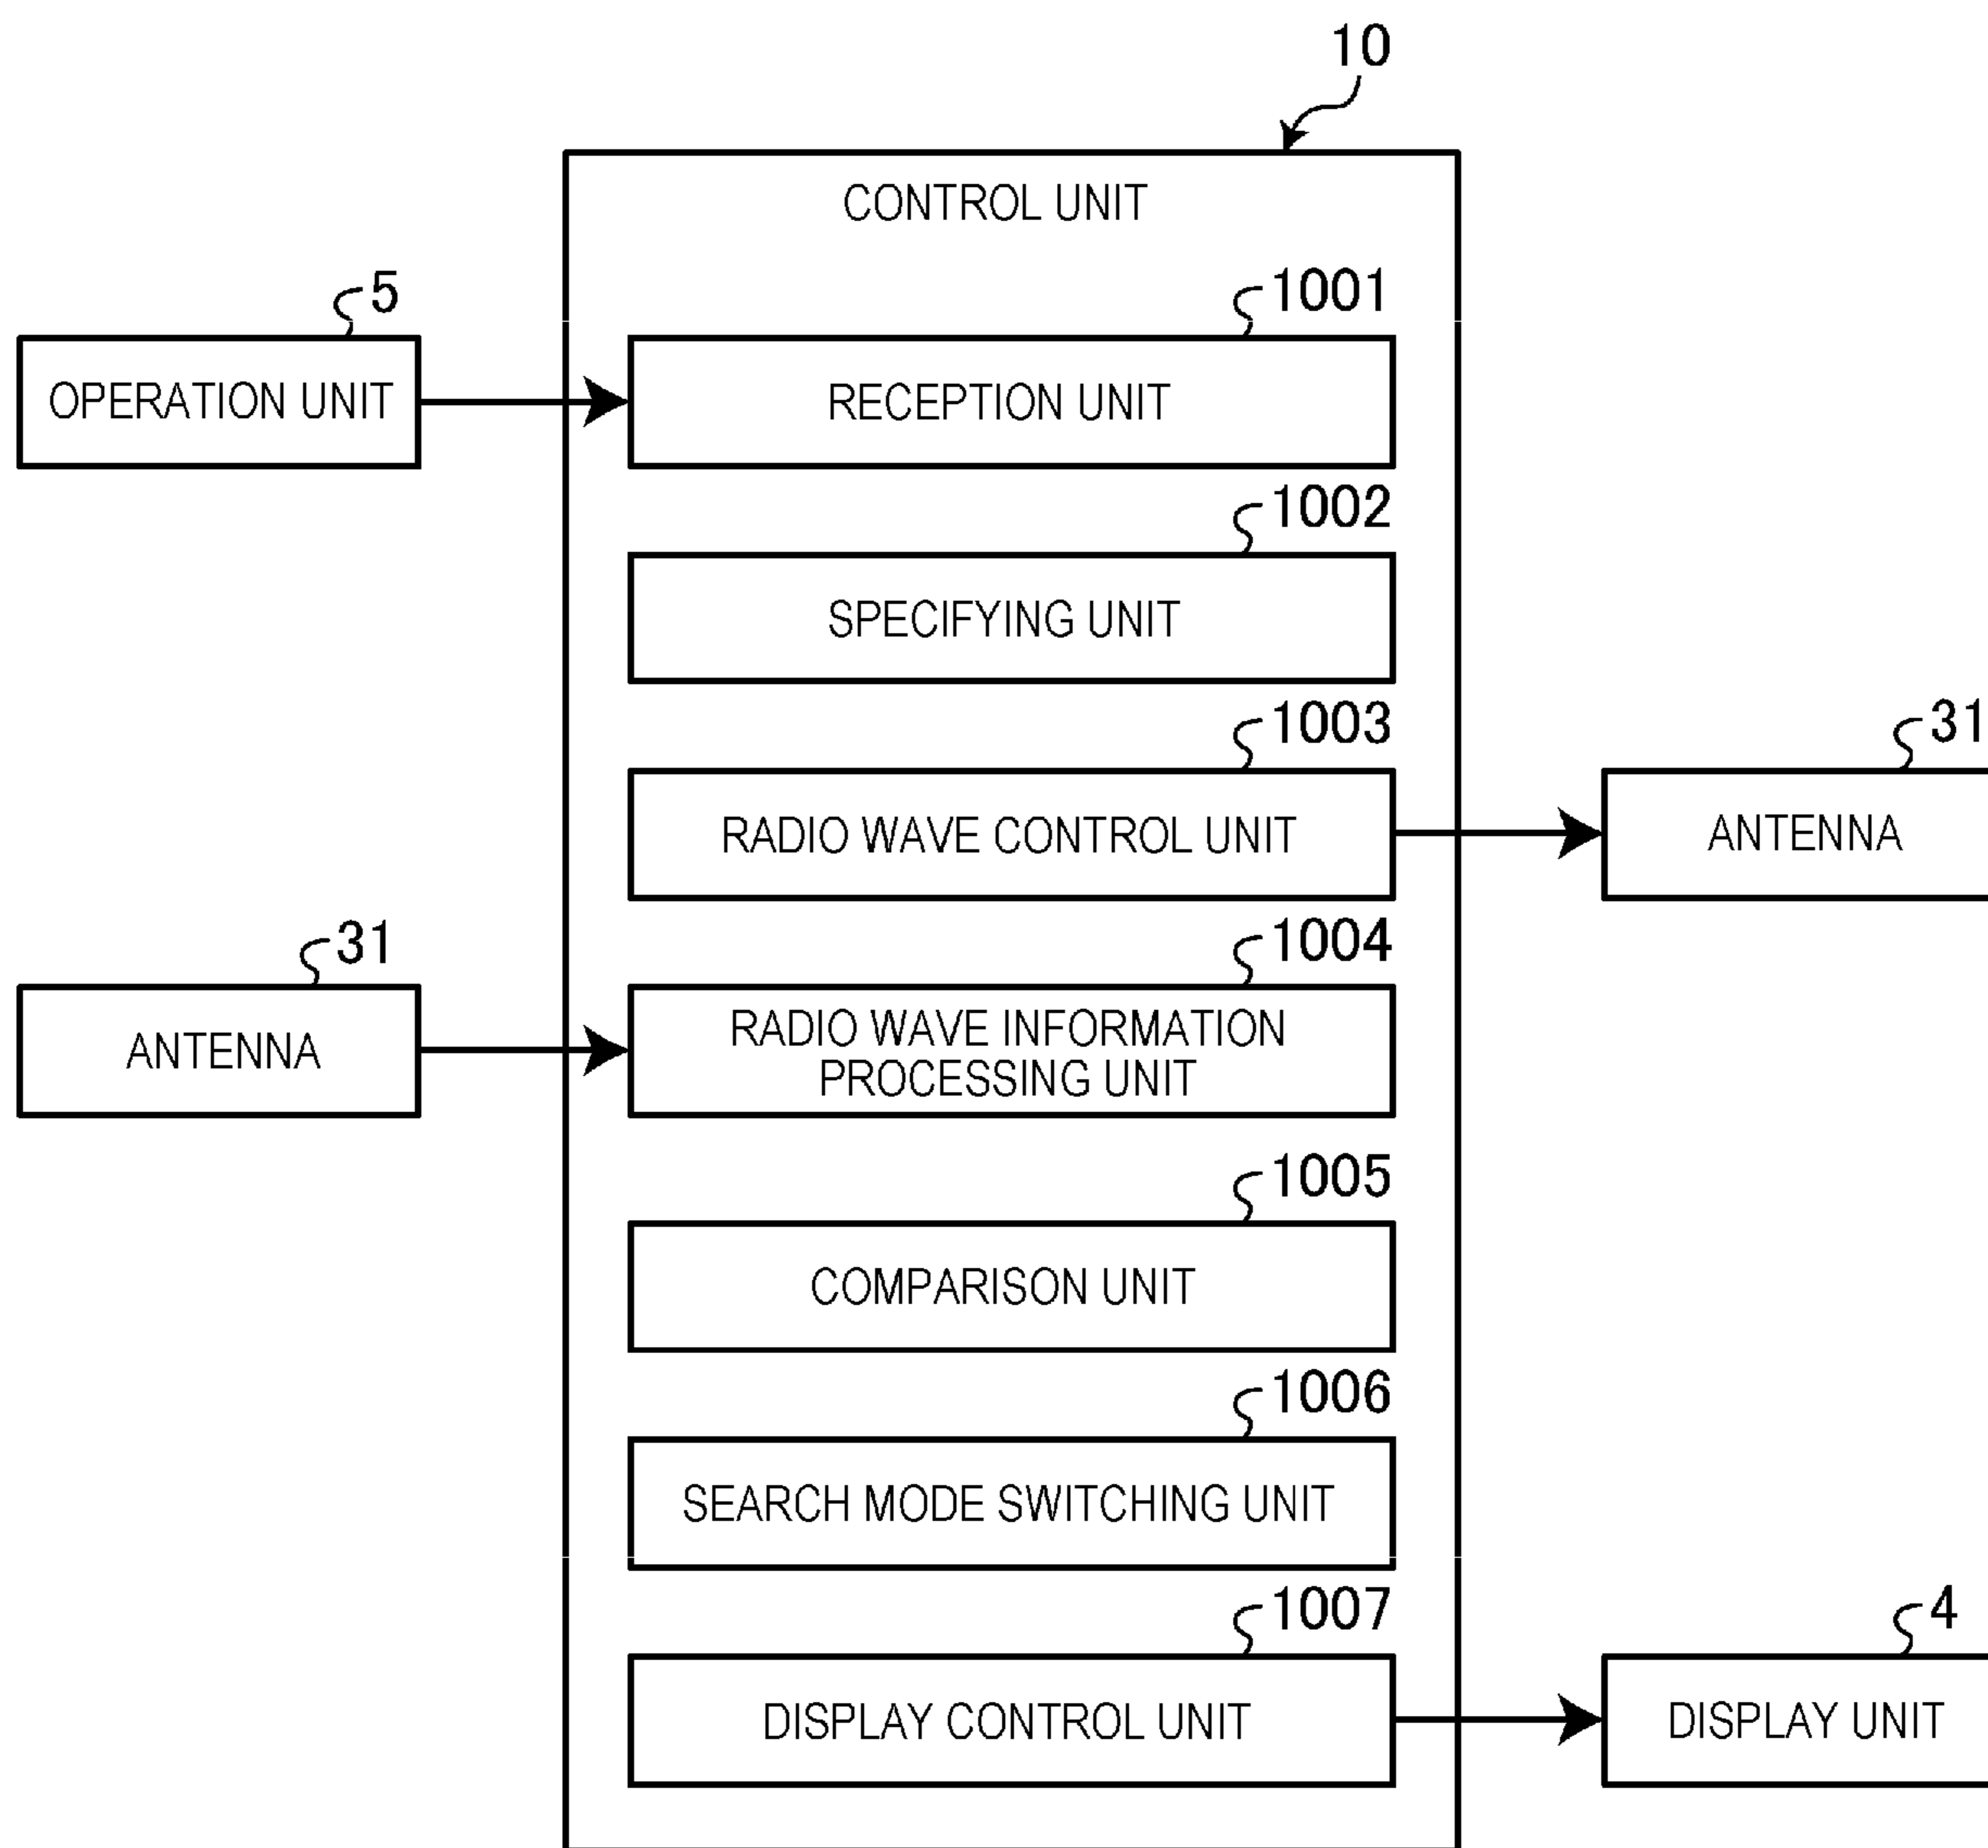 10
CONTROL UNIT
5
1001
OPERATION UNIT
RECEPTION UNIT
1002
SPECIFYING UNIT
1003
31
RADIO WAVE CONTROL UNIT
ANTENNA
31
1004
ANTENNA
RADIO WAVE INFORMATION
PROCESSING UNIT
1005
COMPARISON UNIT
1006
SEARCH MODE SWITCHING UNIT
1007
4
DISPLAY CONTROL UNIT
DISPLAY UNIT